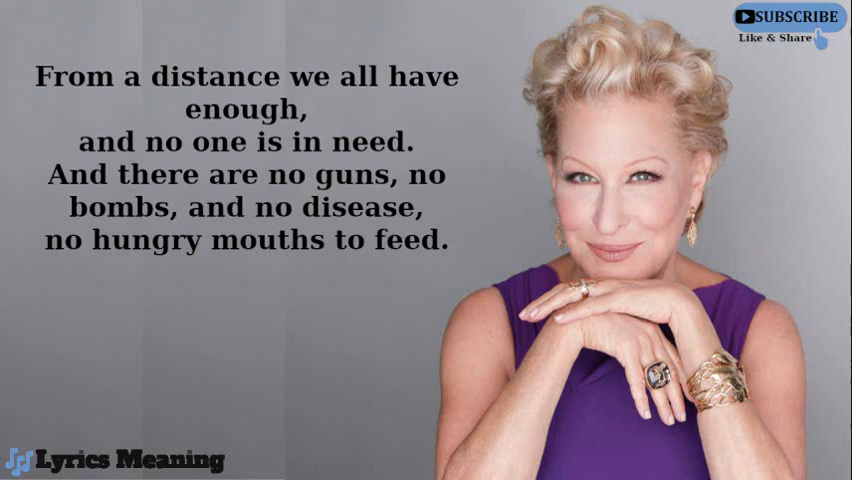 SUBSCRIBE
Like & Share
From a distance we all have
enough,
and no one is in need.
And there are no guns, no
bombs, and no disease,
no hungry mouths to feed.
Lyrics Meaning